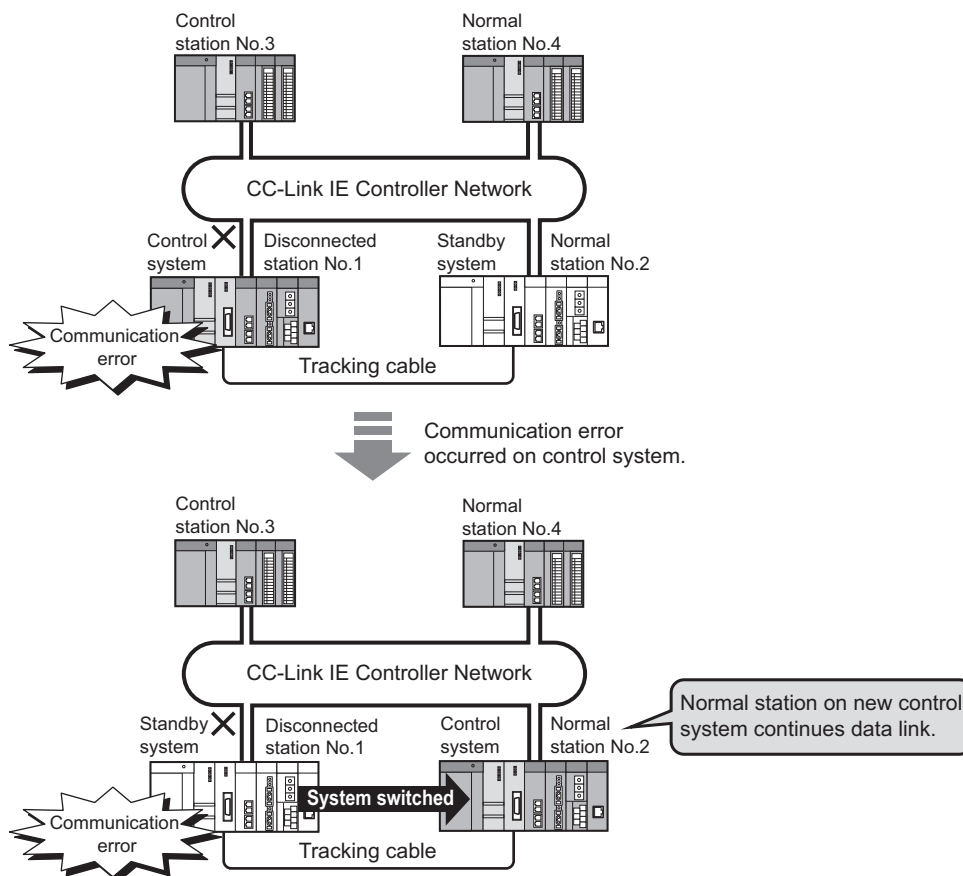 Control
station No.3
Normal
station No.4
CC-Link IE Controller Network
Control
system
Disconnected
station No.1
Standby
system
Normal
station No.2
Communication
error
Tracking cable
Communication error
occurred on control system.
Control
station No.3
Normal
station No.4
CC-Link IE Controller Network
Standby
system
Disconnected
station No.1
Control
system
Normal
station No.2
Normal station on new control
system continues data link.
System switched
Communication
error
Tracking cable